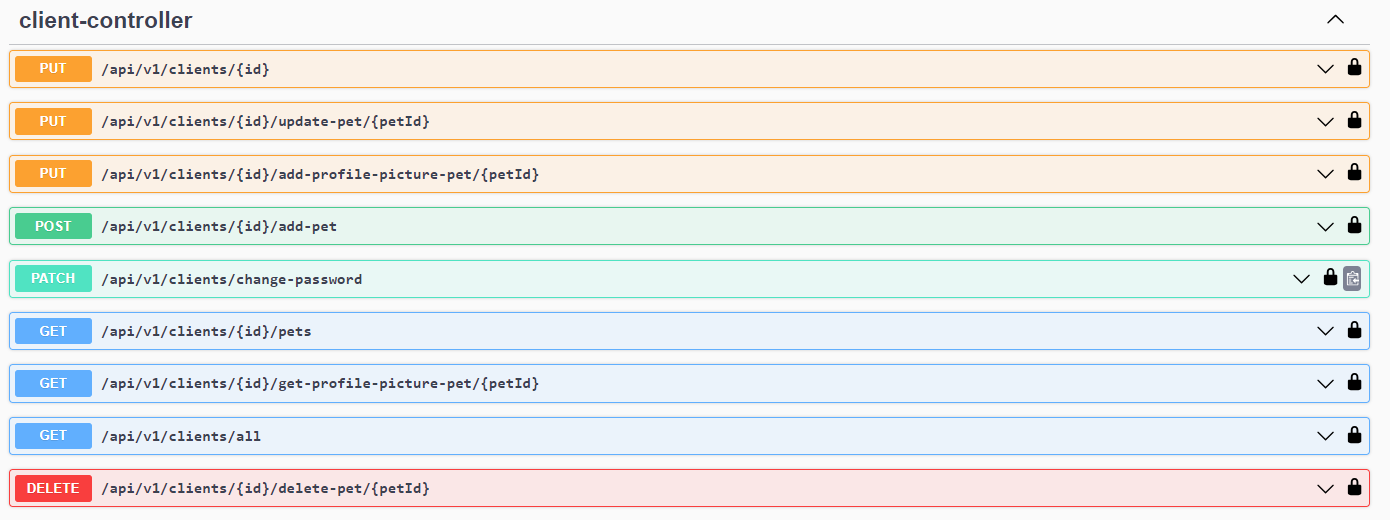 client-controller
PUT /api/v1/clients/{id}
PUT /api/v1/clients/{id}/update-pet/{petId}
PUT /api/v1/clients/{id}/add-profile-picture-pet/{petId}
POST /api/v1/clients/{id}/add-pet
PATCH /api/v1/clients/change-password
GET /api/v1/clients/{id}/pets
GET /api/v1/clients/{id}/get-profile-picture-pet/{petId}
GET /api/v1/clients/all
DELETE /api/v1/clients/{id}/delete-pet/{petId}